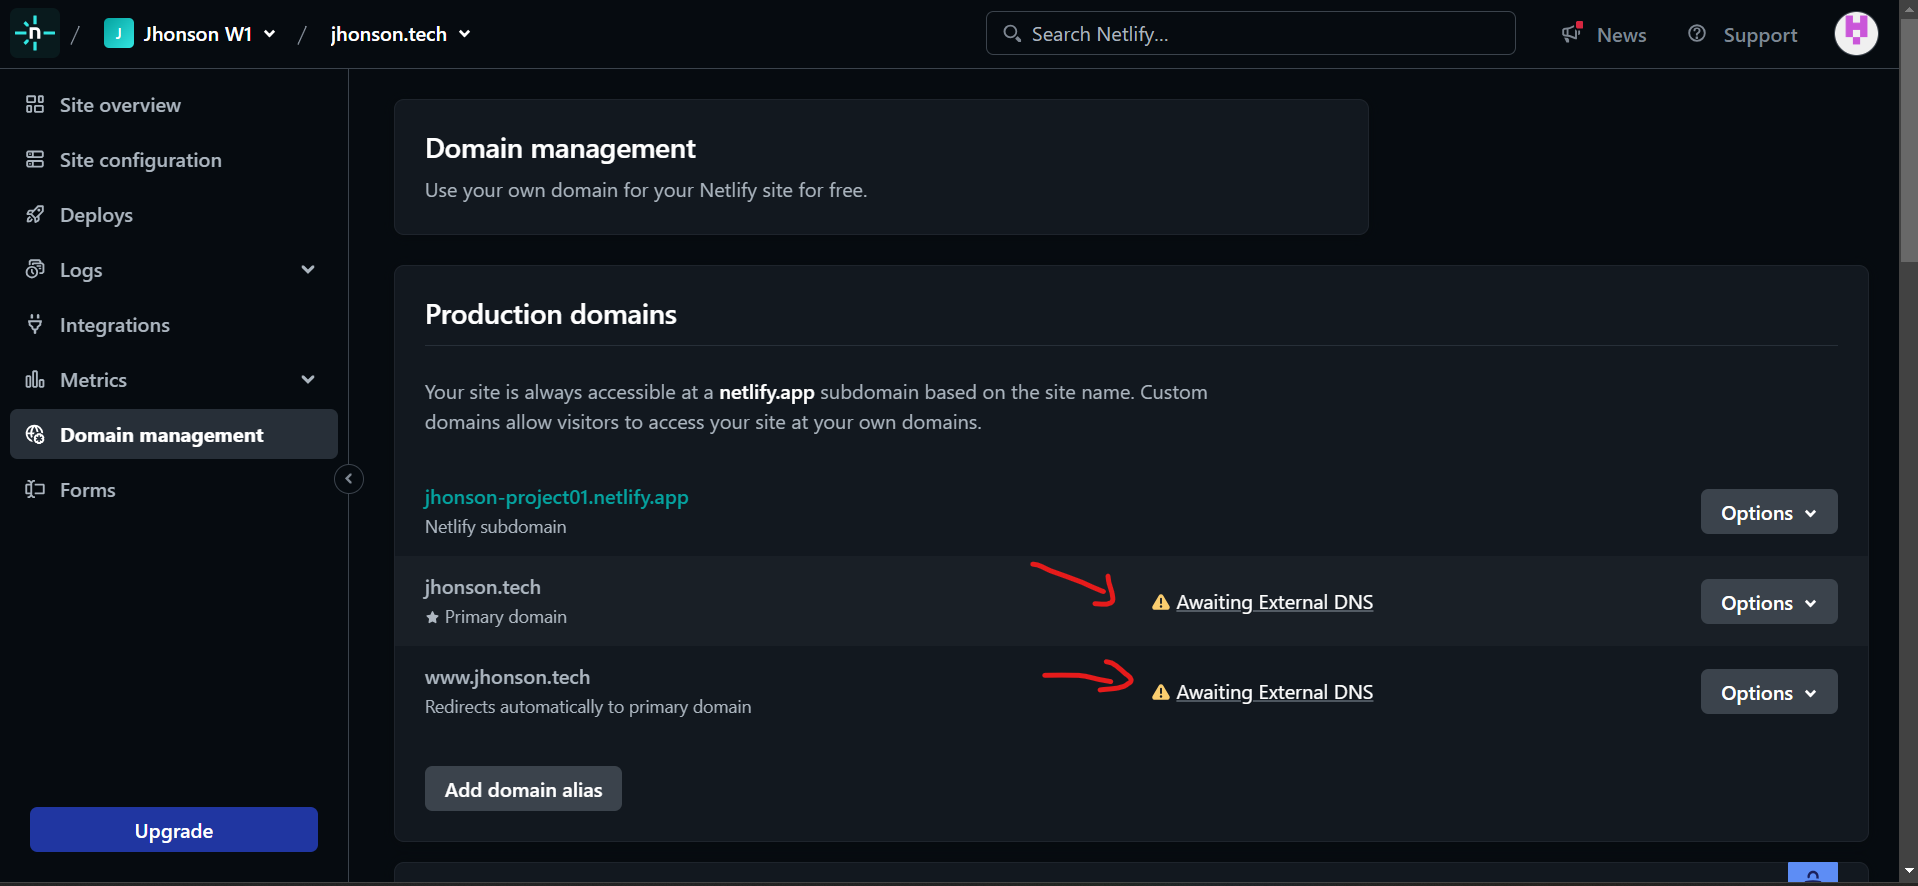 n / J Jhonson W1 / jhonson.tech
Search Netlify...
News
Support
Site overview
Site configuration
Deploys
Logs
Integrations
Metrics
Domain management
Forms
Upgrade
Domain management
Use your own domain for your Netlify site for free.
Production domains
Your site is always accessible at a netlify.app subdomain based on the site name. Custom
domains allow visitors to access your site at your own domains.
jhonson-project01.netlify.app
Netlify subdomain
Options
jhonson.tech
Primary domain
Awaiting External DNS
Options
www.jhonson.tech
Redirects automatically to primary domain
Awaiting External DNS
Options
Add domain alias